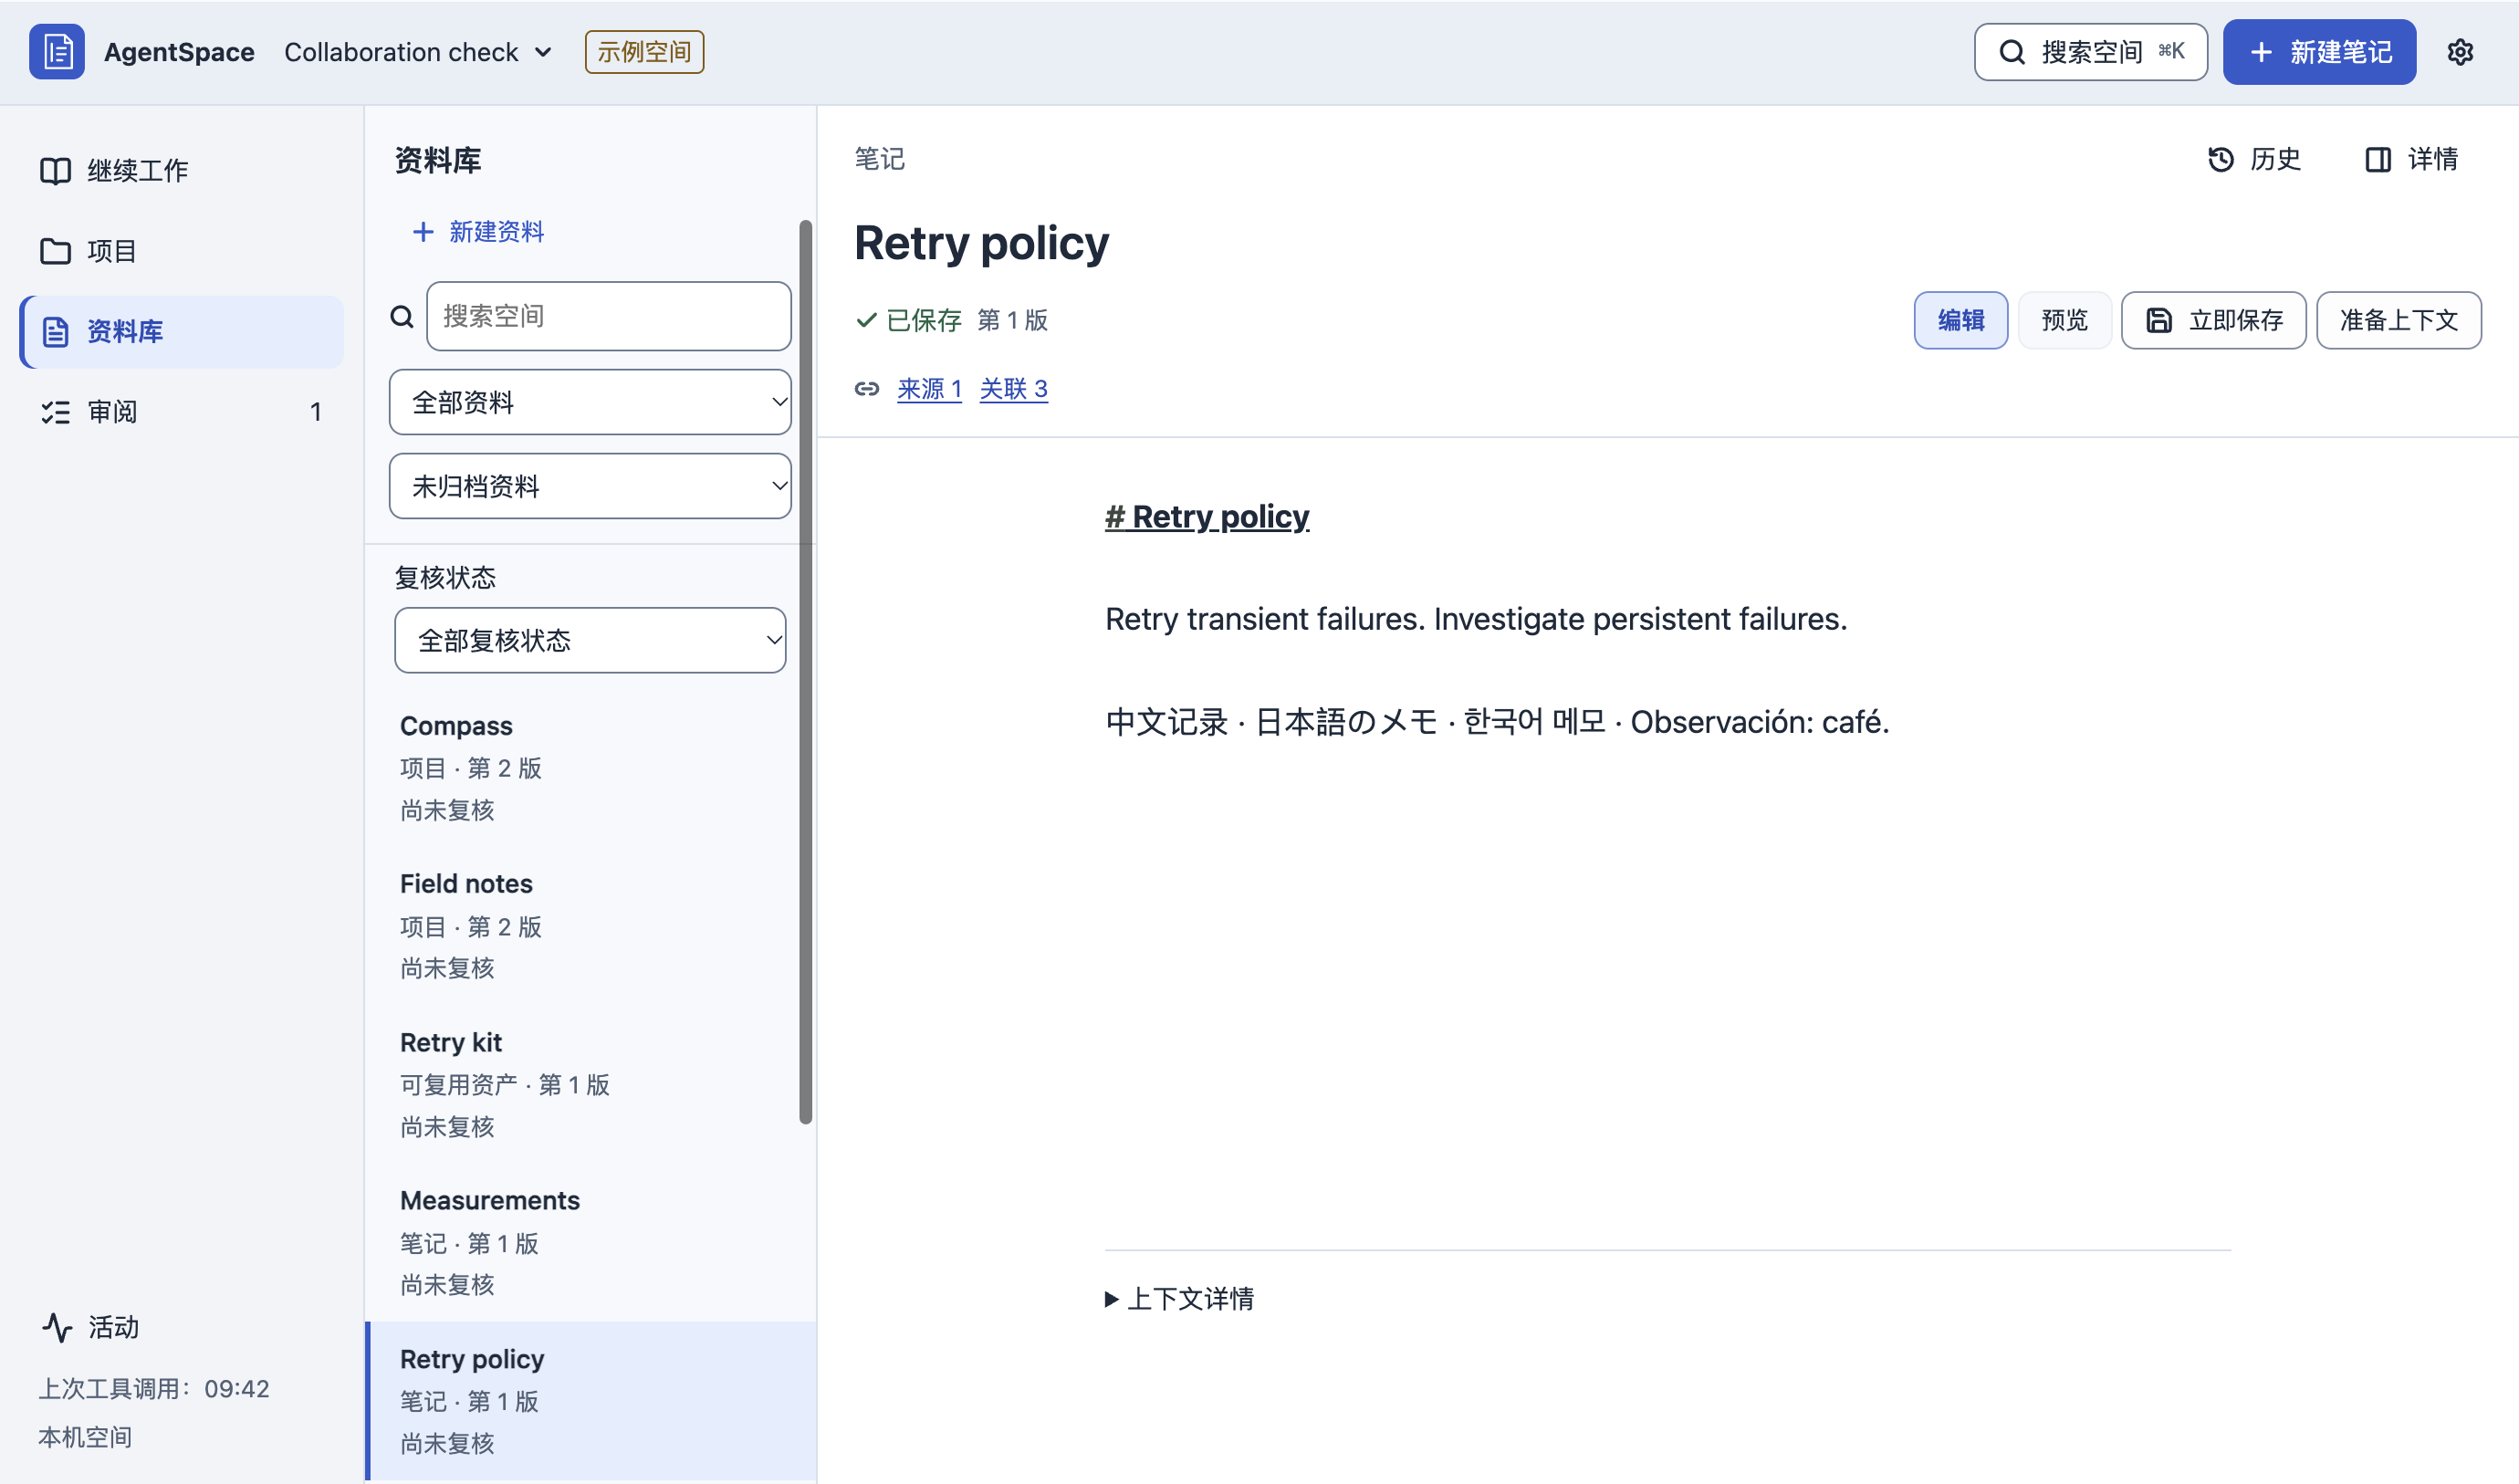 AgentSpace Collaboration check 示例空间 搜索空间 ⌘K 新建笔记
继续工作
项目
资料库
审阅 1
活动
上次工具调用：09:42
本机空间
资料库
新建资料
搜索空间
全部资料
未归档资料
复核状态
全部复核状态
Compass
项目 · 第 2 版
尚未复核
Field notes
项目 · 第 2 版
尚未复核
Retry kit
可复用资产 · 第 1 版
尚未复核
Measurements
笔记 · 第 1 版
尚未复核
Retry policy
笔记 · 第 1 版
尚未复核
笔记 历史 详情
Retry policy
已保存 第 1 版 编辑 预览 立即保存 准备上下文
来源 1 关联 3
# Retry policy
Retry transient failures. Investigate persistent failures.
中文记录 · 日本語のメモ · 한국어 메모 · Observación: café.
上下文详情